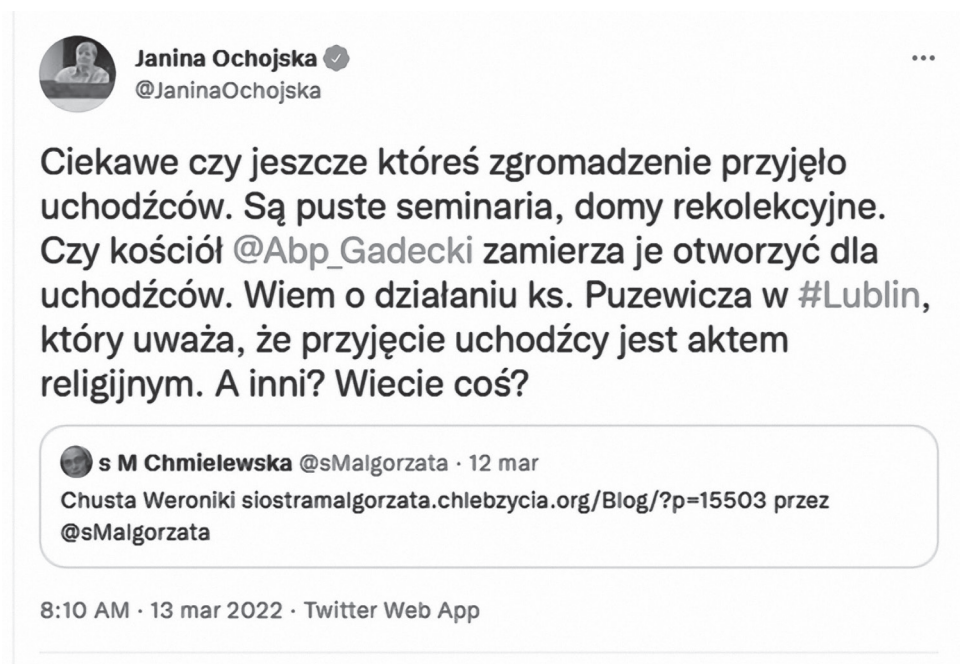 Janina Ochojska
@JaninaOchojska
Ciekawe czy jeszcze któreś zgromadzenie przyjęło
uchodźców. Są puste seminaria, domy rekolekcyjne.
Czy kościół @Abp_Gadecki zamierza je otworzyć dla
uchodźców. Wiem o działaniu ks. Puzewicza w #Lublin,
który uważa, że przyjęcie uchodźcy jest aktem
religijnym. A inni? Wiecie coś?
s M Chmielewska @sMalgorzata · 12 mar
Chusta Weroniki siostramalgorzata.chlebzycia.org/Blog/?p=15503 przez
@sMalgorzata
8:10 AM · 13 mar 2022 · Twitter Web App